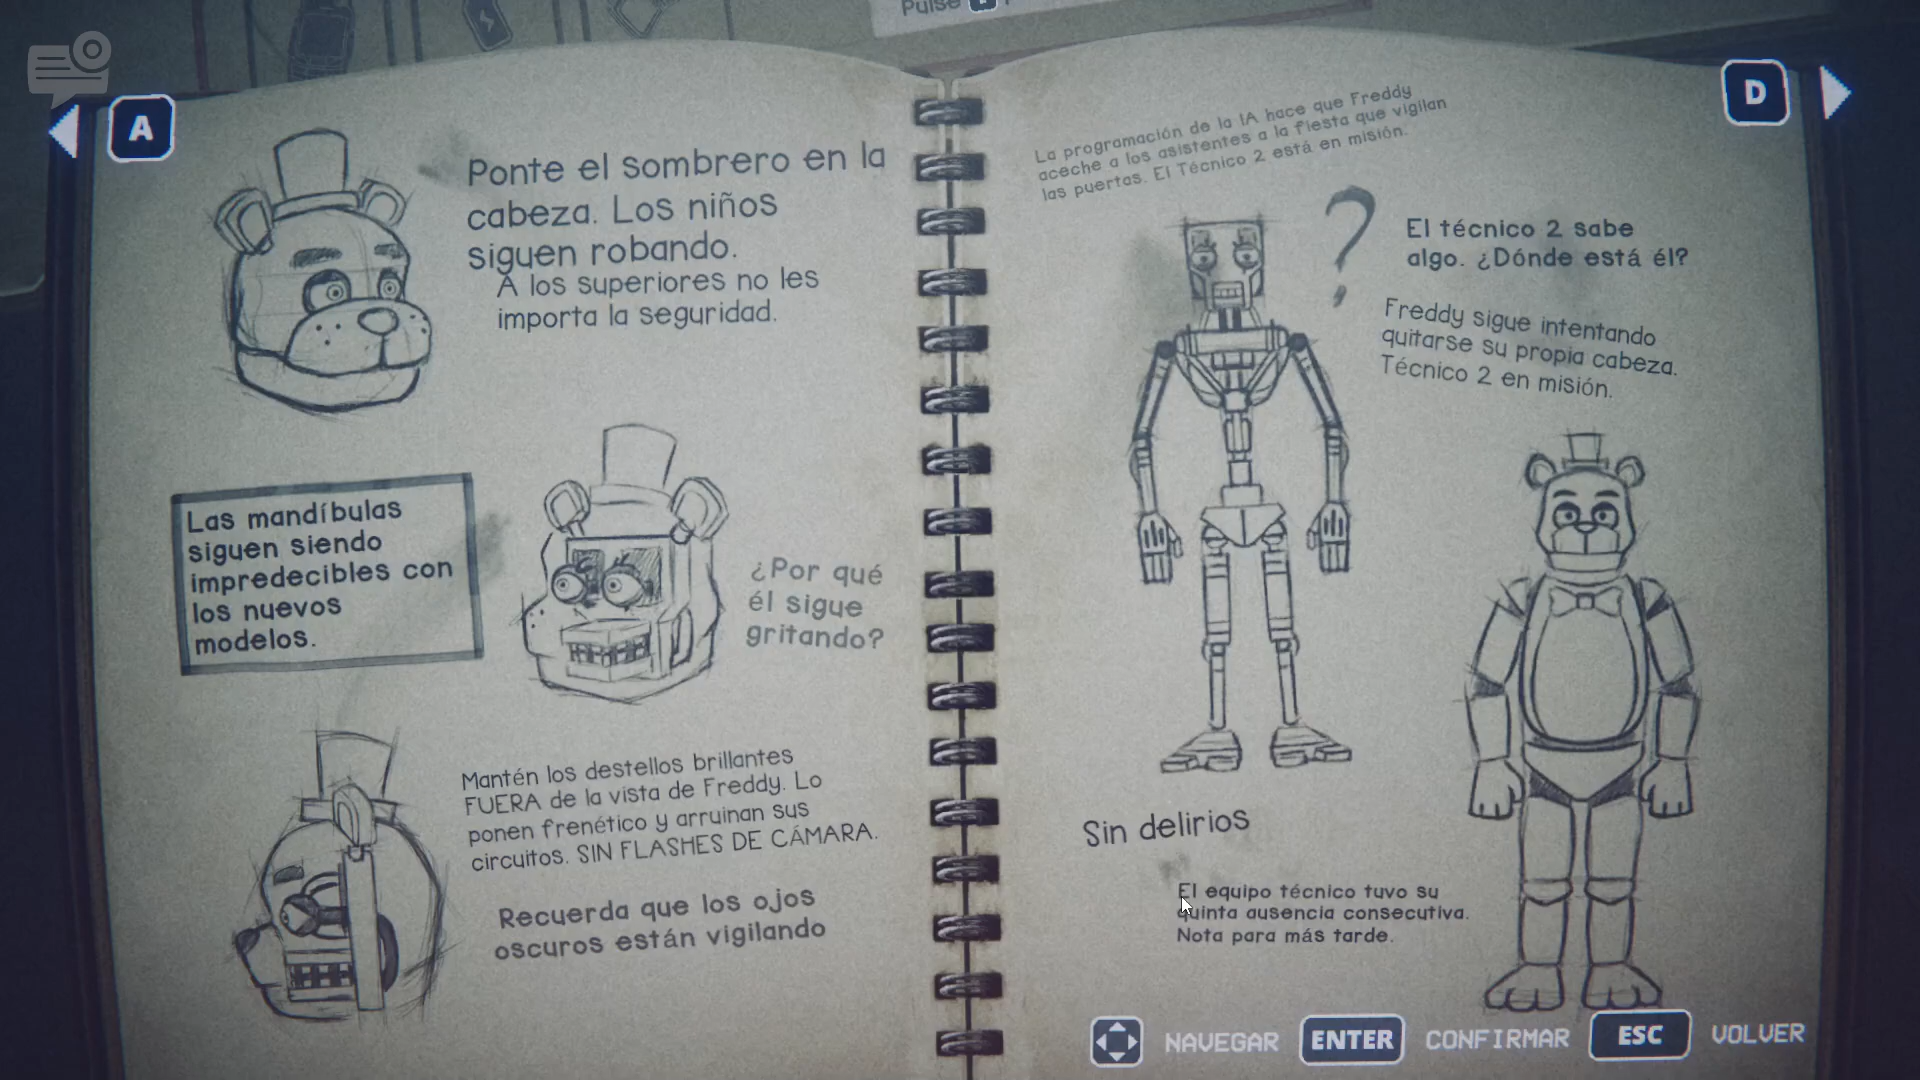 Pulse
A
D
Ponte el sombrero en la
cabeza. Los niños
siguen robando.
A los superiores no les
importa la seguridad.
Las mandíbulas
siguen siendo
impredecibles con
los nuevos
modelos.
¿Por qué
él sigue
gritando?
Mantén los destellos brillantes
FUERA de la vista de Freddy. Lo
ponen frenético y arruinan sus
circuitos. SIN FLASHES DE CÁMARA.
Recuerda que los ojos
oscuros están vigilando
La programación de la IA hace que Freddy
aceche a los asistentes a la fiesta que vigilan
las puertas. El Técnico 2 está en misión.
?
El técnico 2 sabe
algo. ¿Dónde está él?
Freddy sigue intentando
quitarse su propia cabeza.
Técnico 2 en misión.
Sin delirios
El equipo técnico tuvo su
quinta ausencia consecutiva.
Nota para más tarde.
NAVEGAR ENTER CONFIRMAR ESC VOLVER